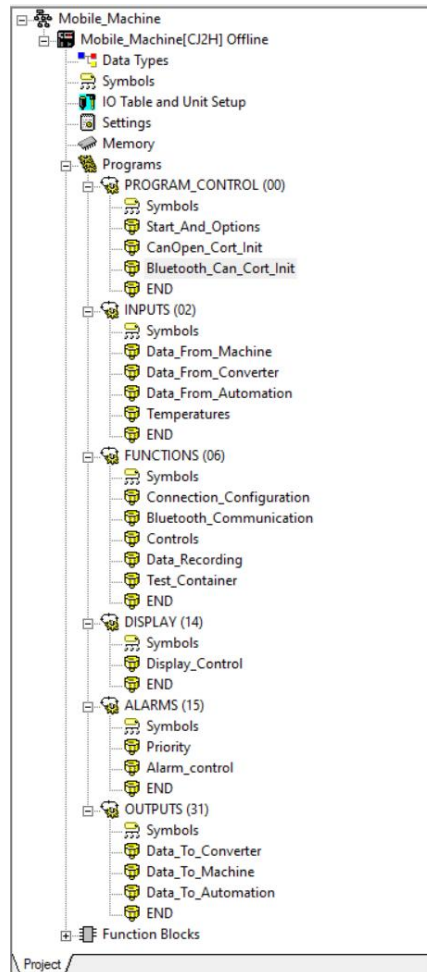 Mobile_Machine
Mobile_Machine[CJ2H] Offline
Data Types
Symbols
IO Table and Unit Setup
Settings
Memory
Programs
PROGRAM_CONTROL (00)
Symbols
Start_And_Options
CanOpen_Cort_Init
Bluetooth_Can_Cort_Init
END
INPUTS (02)
Symbols
Data_From_Machine
Data_From_Converter
Data_From_Automation
Temperatures
END
FUNCTIONS (06)
Symbols
Connection_Configuration
Bluetooth_Communication
Controls
Data_Recording
Test_Container
END
DISPLAY (14)
Symbols
Display_Control
END
ALARMS (15)
Symbols
Priority
Alarm_control
END
OUTPUTS (31)
Symbols
Data_To_Converter
Data_To_Machine
Data_To_Automation
END
Function Blocks
Project